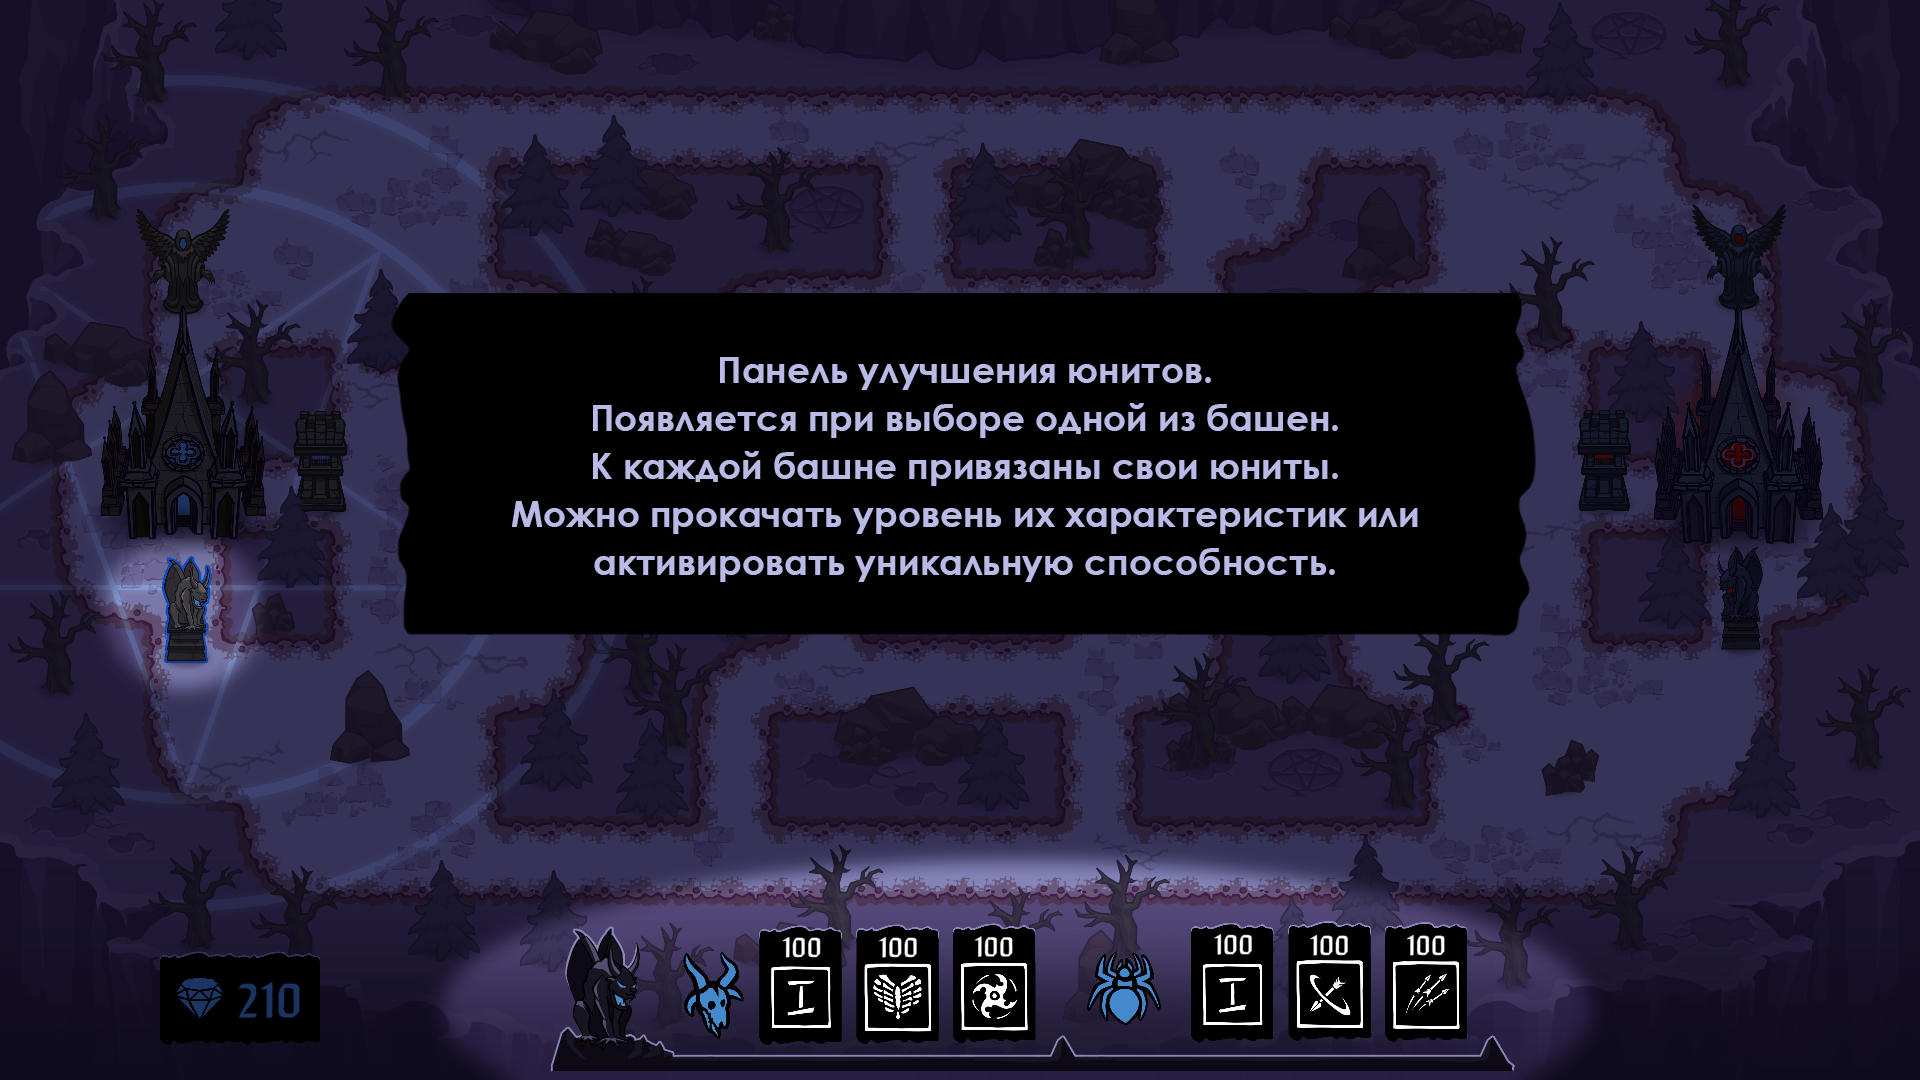 Панель улучшения юнитов.
Появляется при выборе одной из башен.
К каждой башне привязаны свои юниты.
Можно прокачать уровень их характеристик или
активировать уникальную способность.
100 100 100 100 100 100
I I
210